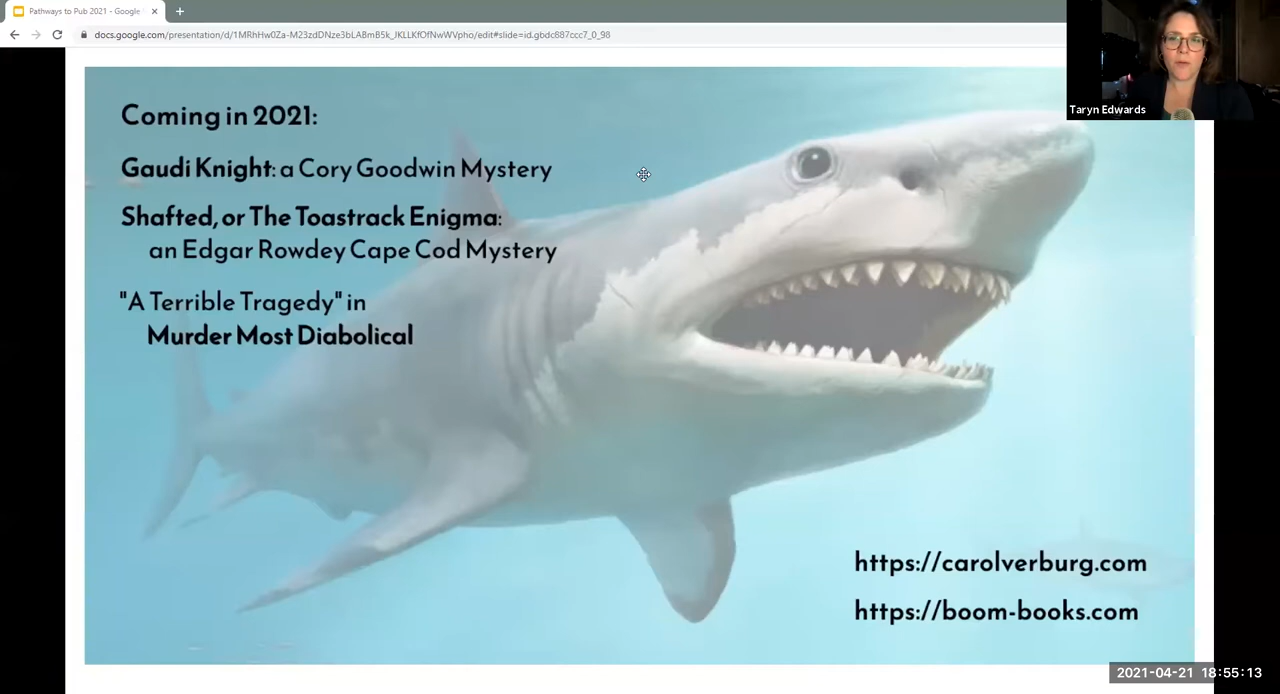 Pathways to Pub 2021 - Google
docs.google.com/presentation/d/1MRhHw0Za-M23zdDNze3bLABmB5k_JKLLKfOfNwWVpho/edit#slide=id.gbdc887ccc7_0_98
Taryn Edwards
Coming in 2021:
Gaudi Knight: a Cory Goodwin Mystery
Shafted, or The Toastrack Enigma:
an Edgar Rowdey Cape Cod Mystery
"A Terrible Tragedy" in
Murder Most Diabolical
https://carolverburg.com
https://boom-books.com
2021-04-21 18:55:13